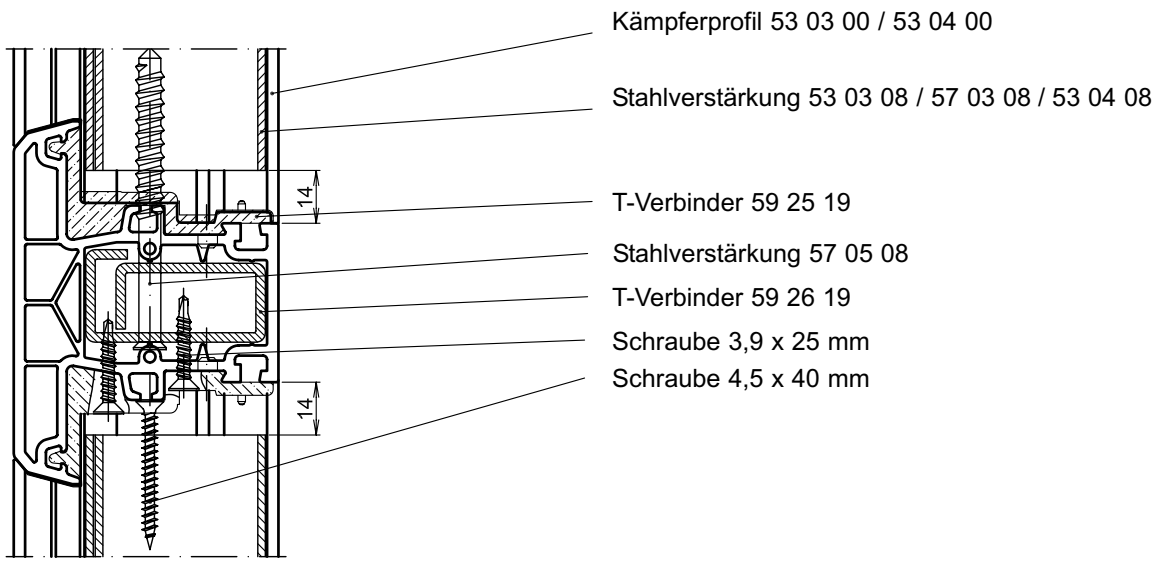 Kämpferprofil 53 03 00 / 53 04 00
Stahlverstärkung 53 03 08 / 57 03 08 / 53 04 08
14
T-Verbinder 59 25 19
Stahlverstärkung 57 05 08
T-Verbinder 59 26 19
Schraube 3,9 x 25 mm
Schraube 4,5 x 40 mm
14